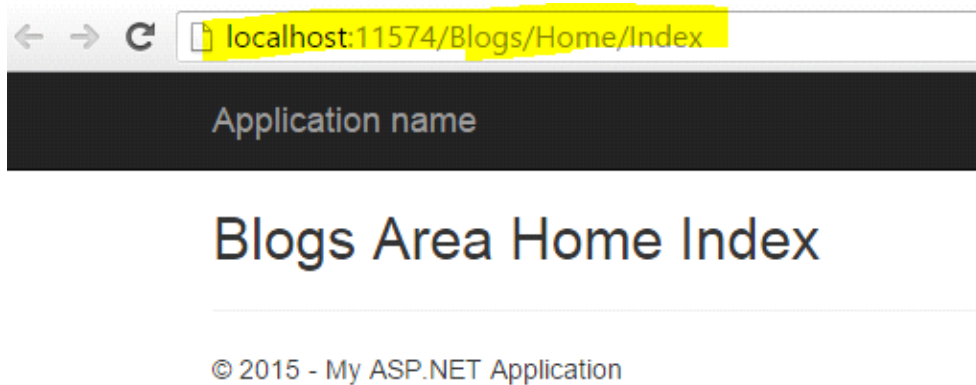 localhost:11574/Blogs/Home/Index
Application name
Blogs Area Home Index
© 2015 - My ASP.NET Application